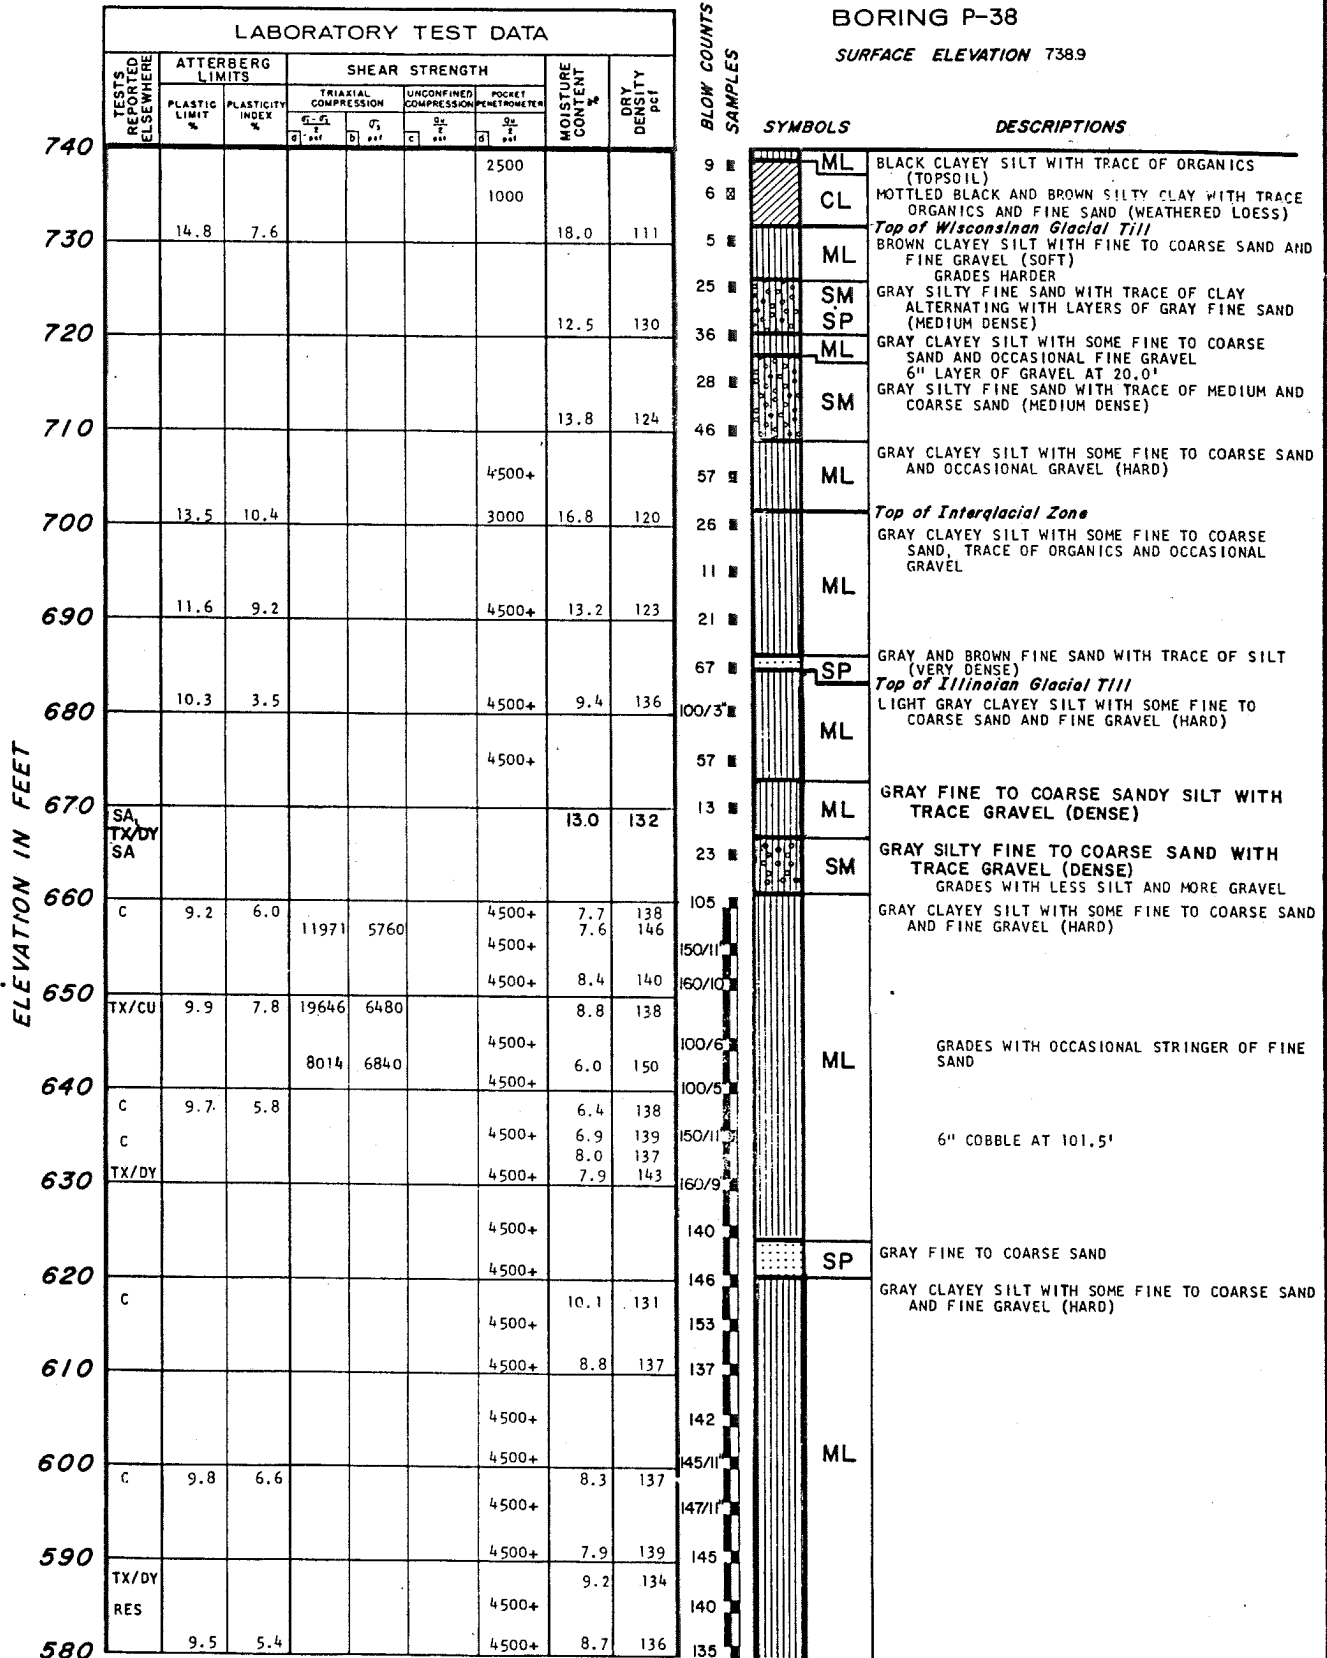 LABORATORY TEST DATA
TESTS REPORTED ELSEWHERE
ATTERBERG LIMITS
PLASTIC LIMIT %
PLASTICITY INDEX %
SHEAR STRENGTH
TRIAXIAL COMPRESSION
UNCONFINED COMPRESSION
POCKET PENETROMETER
MOISTURE CONTENT %
DRY DENSITY pcf
BLOW COUNTS
SAMPLES
BORING P-38
SURFACE ELEVATION 738.9
SYMBOLS
DESCRIPTIONS
ELEVATION IN FEET
740
2500 9 ML BLACK CLAYEY SILT WITH TRACE OF ORGANICS
(TOPSOIL)
1000 6 CL MOTTLED BLACK AND BROWN SILTY CLAY WITH TRACE
ORGANICS AND FINE SAND (WEATHERED LOESS)
Top of Wisconsinan Glacial Till
730 14.8 7.6 18.0 111 5 ML BROWN CLAYEY SILT WITH FINE TO COARSE SAND AND
FINE GRAVEL (SOFT)
GRADES HARDER
25 SM SP GRAY SILTY FINE SAND WITH TRACE OF CLAY
ALTERNATING WITH LAYERS OF GRAY FINE SAND
(MEDIUM DENSE)
720 12.5 130 36 ML GRAY CLAYEY SILT WITH SOME FINE TO COARSE
SAND AND OCCASIONAL FINE GRAVEL
6" LAYER OF GRAVEL AT 20.0'
28 SM GRAY SILTY FINE SAND WITH TRACE OF MEDIUM AND
COARSE SAND (MEDIUM DENSE)
710 13.8 124 46
4500+ 57 ML GRAY CLAYEY SILT WITH SOME FINE TO COARSE SAND
AND OCCASIONAL GRAVEL (HARD)
Top of Interglacial Zone
700 13.5 10.4 3000 16.8 120 26
GRAY CLAYEY SILT WITH SOME FINE TO COARSE
SAND, TRACE OF ORGANICS AND OCCASIONAL
GRAVEL
11 ML
690 11.6 9.2 4500+ 13.2 123 21
67 SP GRAY AND BROWN FINE SAND WITH TRACE OF SILT
(VERY DENSE)
Top of Illinoian Glacial Till
680 10.3 3.5 4500+ 9.4 136 100/3" ML LIGHT GRAY CLAYEY SILT WITH SOME FINE TO
COARSE SAND AND FINE GRAVEL (HARD)
4500+ 57
670 SA, TX/DY 13.0 132 13 ML GRAY FINE TO COARSE SANDY SILT WITH
TRACE GRAVEL (DENSE)
SA 23 SM GRAY SILTY FINE TO COARSE SAND WITH
TRACE GRAVEL (DENSE)
GRADES WITH LESS SILT AND MORE GRAVEL
660 C 9.2 6.0 4500+ 7.7 138 105 GRAY CLAYEY SILT WITH SOME FINE TO COARSE SAND
AND FINE GRAVEL (HARD)
11971 5760 7.6 146
4500+ 150/11"
4500+ 8.4 140 160/10
650 TX/CU 9.9 7.8 19646 6480 8.8 138
4500+ 100/6 ML GRADES WITH OCCASIONAL STRINGER OF FINE
SAND
8014 6840 6.0 150
640 4500+ 100/5
C 9.7 5.8 6.4 138
C 4500+ 6.9 139 150/11 6" COBBLE AT 101.5'
8.0 137
630 TX/DY 4500+ 7.9 143 160/9
4500+ 140
SP GRAY FINE TO COARSE SAND
620 4500+ 146
C 10.1 131 GRAY CLAYEY SILT WITH SOME FINE TO COARSE SAND
AND FINE GRAVEL (HARD)
4500+ 153
610 4500+ 8.8 137 137
4500+ 142
600 4500+ 145/11" ML
C 9.8 6.6 8.3 137
4500+ 147/11"
590 4500+ 7.9 139 145
TX/DY 9.2 134
RES 4500+ 140
580 9.5 5.4 4500+ 8.7 136 135